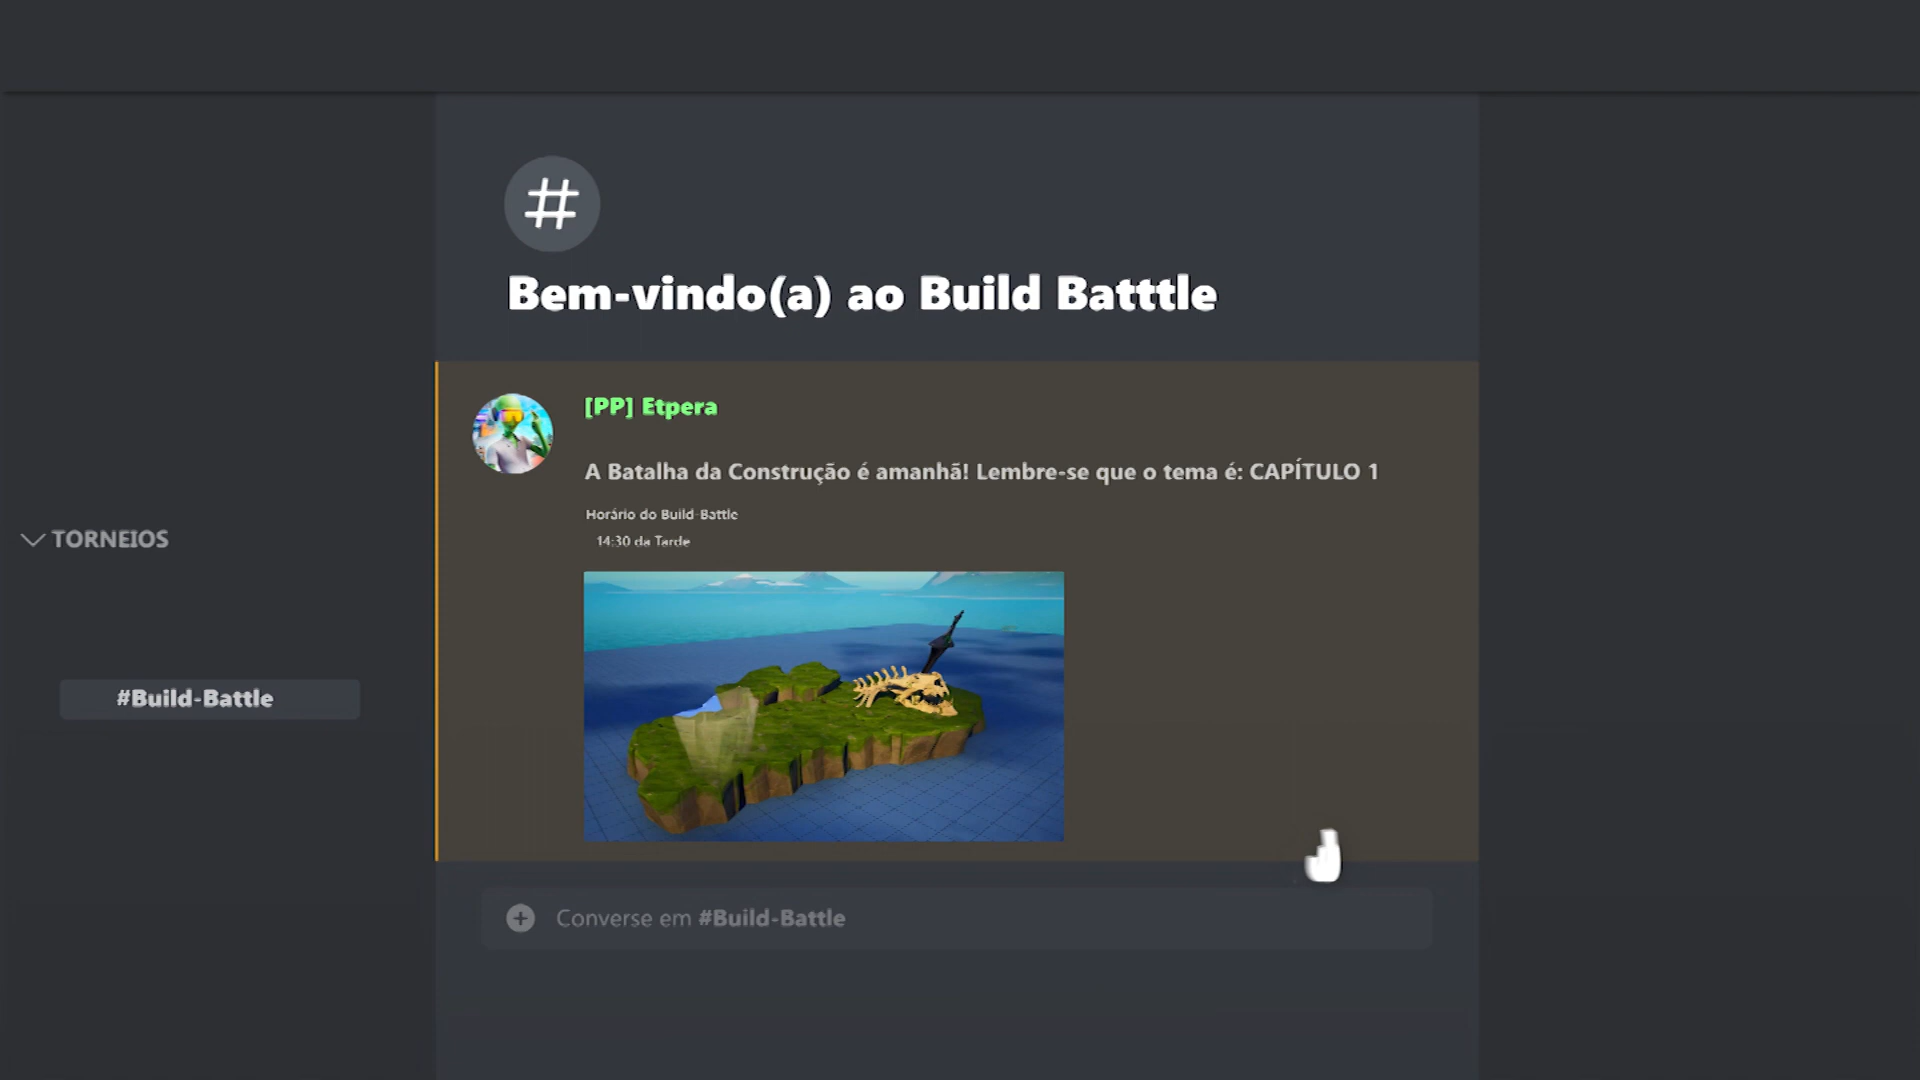 #
Bem-vindo(a) ao Build Batttle
[PP] Etpera
A Batalha da Construção é amanhã! Lembre-se que o tema é: CAPÍTULO 1
Horário do Build-Battle
14:30 da Tarde
TORNEIOS
#Build-Battle
Converse em #Build-Battle